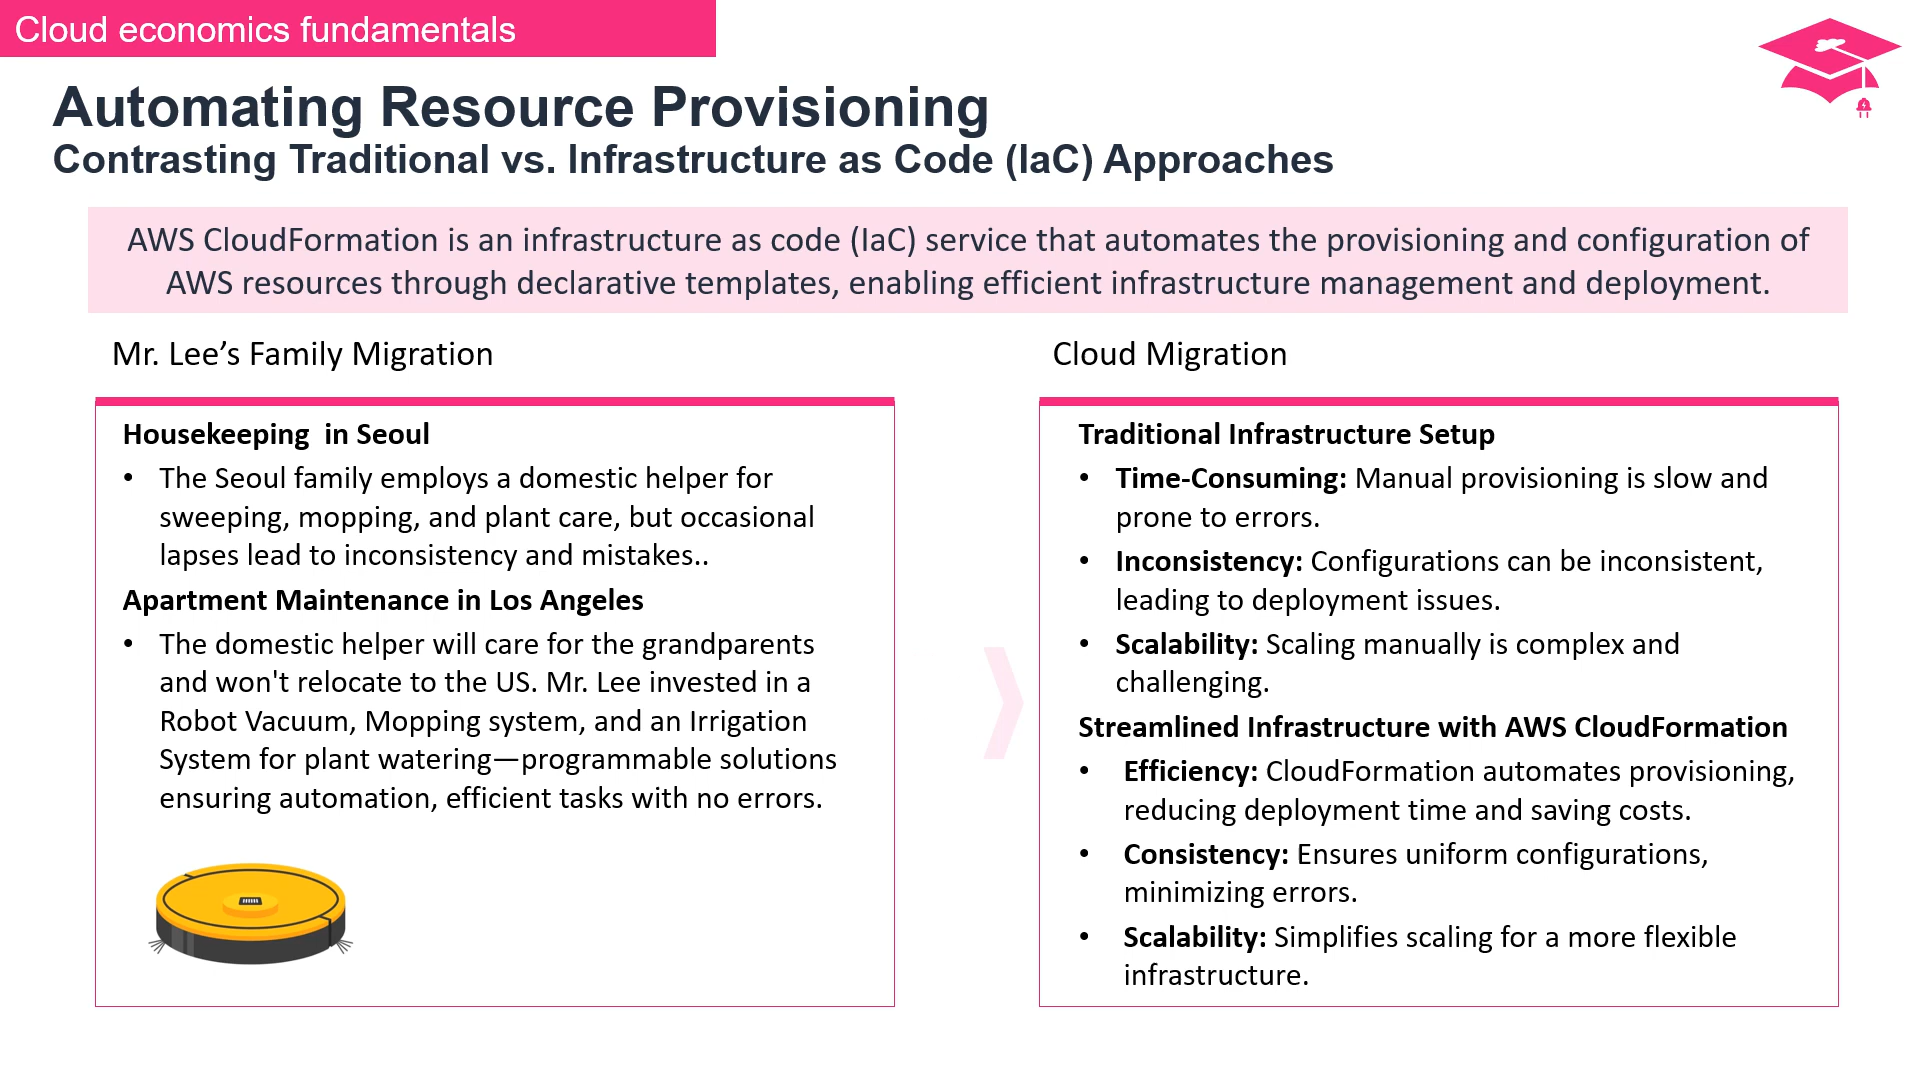 Cloud economics fundamentals
Automating Resource Provisioning
Contrasting Traditional vs. Infrastructure as Code (IaC) Approaches
AWS CloudFormation is an infrastructure as code (IaC) service that automates the provisioning and configuration of
AWS resources through declarative templates, enabling efficient infrastructure management and deployment.
Mr. Lee’s Family Migration
Housekeeping  in Seoul
• The Seoul family employs a domestic helper for
sweeping, mopping, and plant care, but occasional
lapses lead to inconsistency and mistakes..
Apartment Maintenance in Los Angeles
• The domestic helper will care for the grandparents
and won't relocate to the US. Mr. Lee invested in a
Robot Vacuum, Mopping system, and an Irrigation
System for plant watering—programmable solutions
ensuring automation, efficient tasks with no errors.
Cloud Migration
Traditional Infrastructure Setup
• Time-Consuming: Manual provisioning is slow and
prone to errors.
• Inconsistency: Configurations can be inconsistent,
leading to deployment issues.
• Scalability: Scaling manually is complex and
challenging.
Streamlined Infrastructure with AWS CloudFormation
• Efficiency: CloudFormation automates provisioning,
reducing deployment time and saving costs.
• Consistency: Ensures uniform configurations,
minimizing errors.
• Scalability: Simplifies scaling for a more flexible
infrastructure.